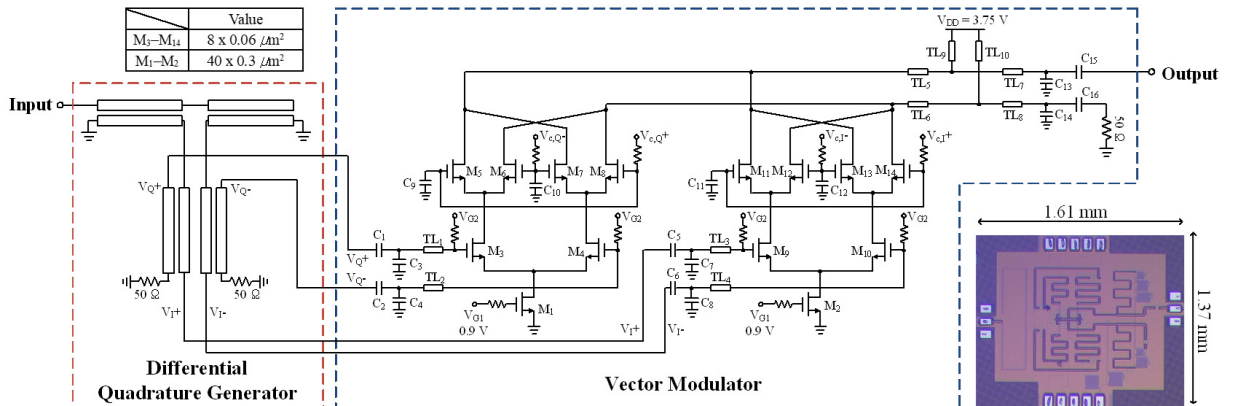 Value
M3–M14 8 x 0.06 μm²
M1–M2 40 x 0.3 μm²
Input
VQ+
VQ-
50 Ω
50 Ω
VI+
VI-
Differential
Quadrature Generator
VDD = 3.75 V
TL9
TL10
C15
TL5
TL7
C13
Output
C16
TL6
TL8
C14
50 Ω
Vc,Q-
Vc,Q+
Vc,I-
Vc,I+
M5
M6
M7
M8
C9
C10
M11
M12
M13
M14
C11
C12
VG2
VG2
VG2
VG2
C1
TL1
M3
M4
VQ+
C3
VQ-
TL2
C2
C4
M1
VG1
0.9 V
C5
TL3
M9
M10
C7
C6
TL4
C8
M2
VG1
0.9 V
VI+
VI-
Vector Modulator
1.61 mm
1.37 mm